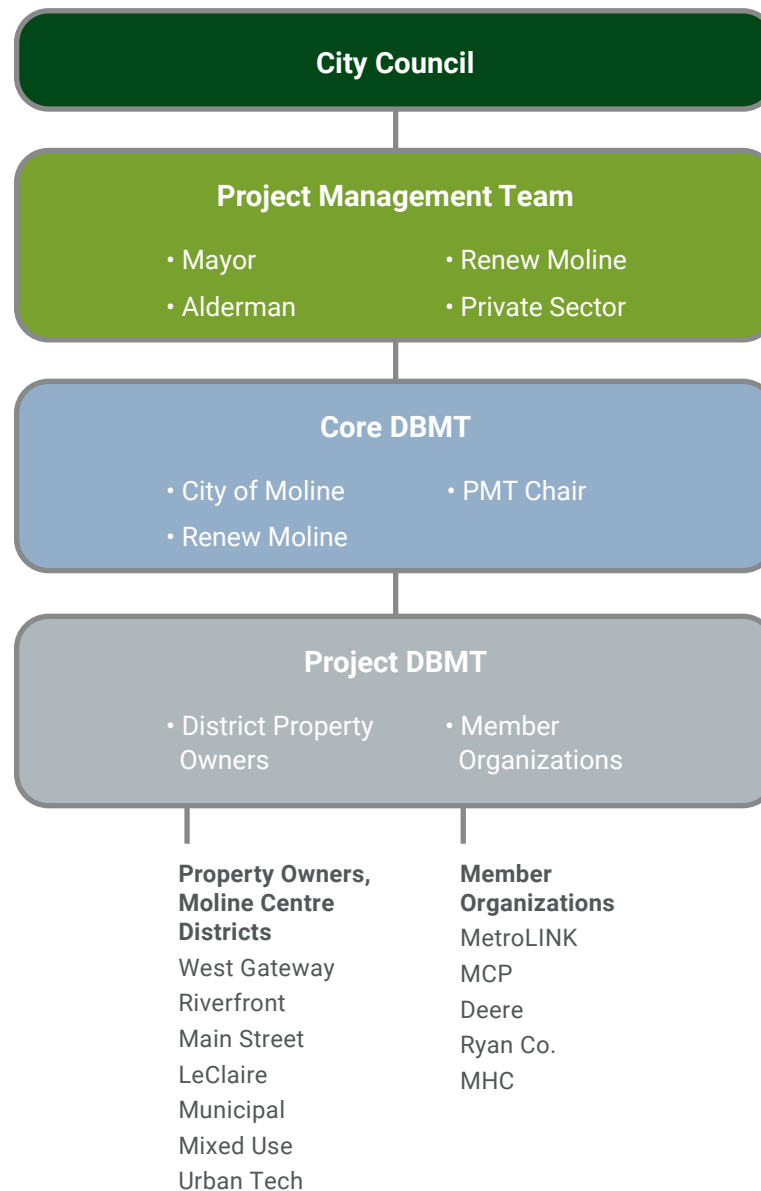 City Council
Project Management Team
• Mayor
• Alderman
• Renew Moline
• Private Sector
Core DBMT
• City of Moline
• Renew Moline
• PMT Chair
Project DBMT
• District Property
Owners
• Member
Organizations
Property Owners,
Moline Centre
Districts
West Gateway
Riverfront
Main Street
LeClaire
Municipal
Mixed Use
Urban Tech
Member
Organizations
MetroLINK
MCP
Deere
Ryan Co.
MHC